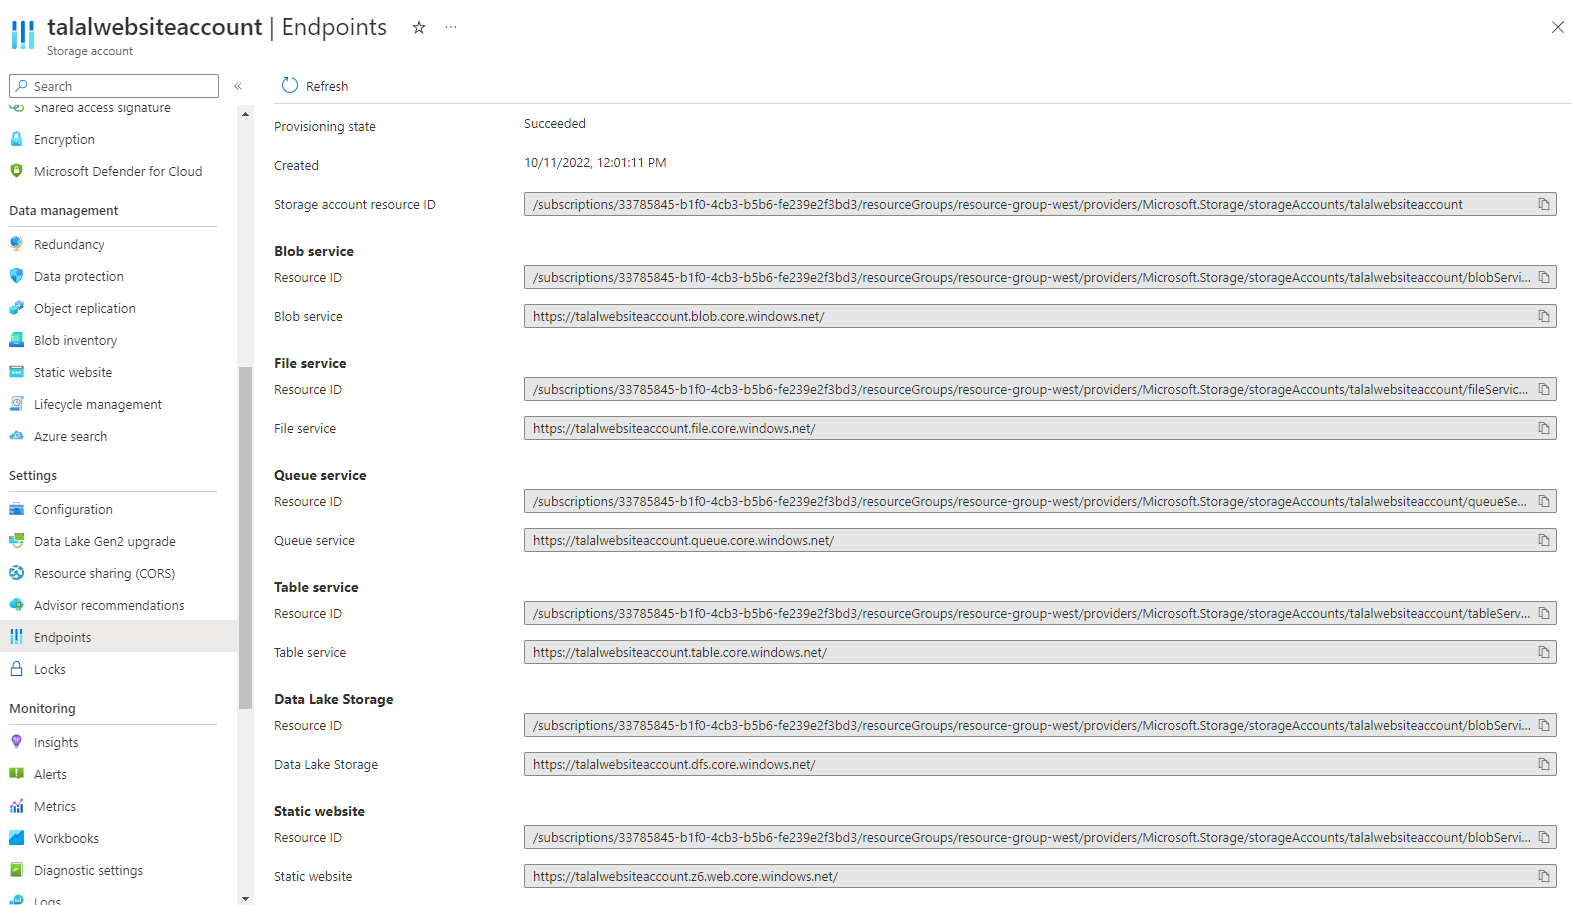 talalwebsiteaccount | Endpoints
Storage account
Search
Shared access signature
Encryption
Microsoft Defender for Cloud
Data management
Redundancy
Data protection
Object replication
Blob inventory
Static website
Lifecycle management
Azure search
Settings
Configuration
Data Lake Gen2 upgrade
Resource sharing (CORS)
Advisor recommendations
Endpoints
Locks
Monitoring
Insights
Alerts
Metrics
Workbooks
Diagnostic settings
Logs
Refresh
Provisioning state Succeeded
Created 10/11/2022, 12:01:11 PM
Storage account resource ID /subscriptions/33785845-b1f0-4cb3-b5b6-fe239e2f3bd3/resourceGroups/resource-group-west/providers/Microsoft.Storage/storageAccounts/talalwebsiteaccount
Blob service
Resource ID /subscriptions/33785845-b1f0-4cb3-b5b6-fe239e2f3bd3/resourceGroups/resource-group-west/providers/Microsoft.Storage/storageAccounts/talalwebsiteaccount/blobServi...
Blob service https://talalwebsiteaccount.blob.core.windows.net/
File service
Resource ID /subscriptions/33785845-b1f0-4cb3-b5b6-fe239e2f3bd3/resourceGroups/resource-group-west/providers/Microsoft.Storage/storageAccounts/talalwebsiteaccount/fileServic...
File service https://talalwebsiteaccount.file.core.windows.net/
Queue service
Resource ID /subscriptions/33785845-b1f0-4cb3-b5b6-fe239e2f3bd3/resourceGroups/resource-group-west/providers/Microsoft.Storage/storageAccounts/talalwebsiteaccount/queueSe...
Queue service https://talalwebsiteaccount.queue.core.windows.net/
Table service
Resource ID /subscriptions/33785845-b1f0-4cb3-b5b6-fe239e2f3bd3/resourceGroups/resource-group-west/providers/Microsoft.Storage/storageAccounts/talalwebsiteaccount/tableServ...
Table service https://talalwebsiteaccount.table.core.windows.net/
Data Lake Storage
Resource ID /subscriptions/33785845-b1f0-4cb3-b5b6-fe239e2f3bd3/resourceGroups/resource-group-west/providers/Microsoft.Storage/storageAccounts/talalwebsiteaccount/blobServi...
Data Lake Storage https://talalwebsiteaccount.dfs.core.windows.net/
Static website
Resource ID /subscriptions/33785845-b1f0-4cb3-b5b6-fe239e2f3bd3/resourceGroups/resource-group-west/providers/Microsoft.Storage/storageAccounts/talalwebsiteaccount/blobServi...
Static website https://talalwebsiteaccount.z6.web.core.windows.net/